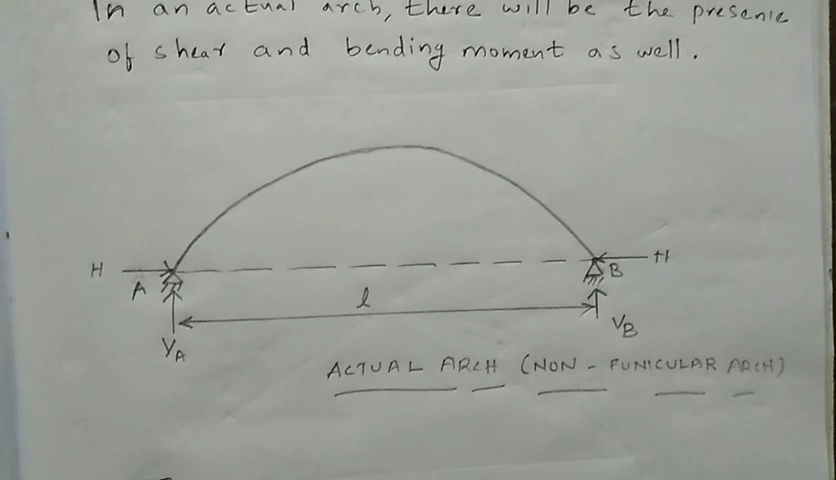 In an actual arch, there will be the presenie
of shear and bending moment as well.
H
H
A
B
l
VA
VB
ACTUAL ARCH (NON - FUNICULAR ARCH)